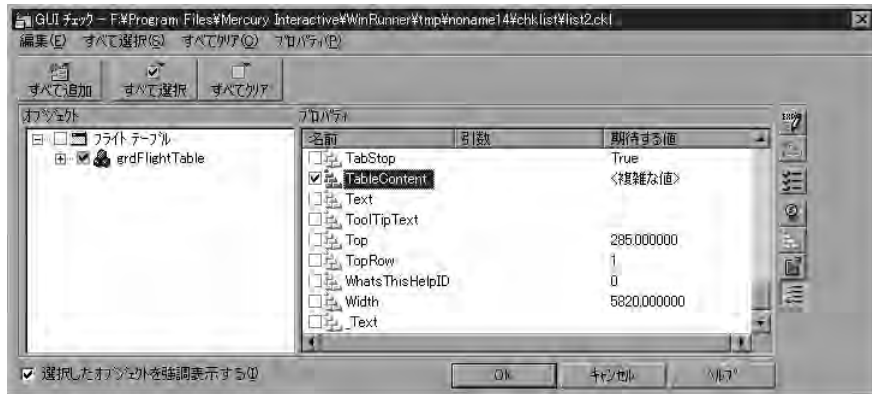 GUI チェック - F:¥Program Files¥Mercury Interactive¥WinRunner¥tmp¥noname14¥chklist¥list2.ckl
編集(E) すべて選択(S) すべてクリア(C) プロパティ(P)
すべて追加 すべて選択 すべてクリア
オブジェクト
フライト テーブル
grdFlightTable
プロパティ
名前 引数 期待する値
TabStop True
TableContent <複雑な値>
Text
ToolTipText
Top 285.000000
TopRow 1
WhatsThisHelpID 0
Width 5820.000000
_Text
選択したオブジェクトを強調表示する(I)
OK キャンセル ヘルプ